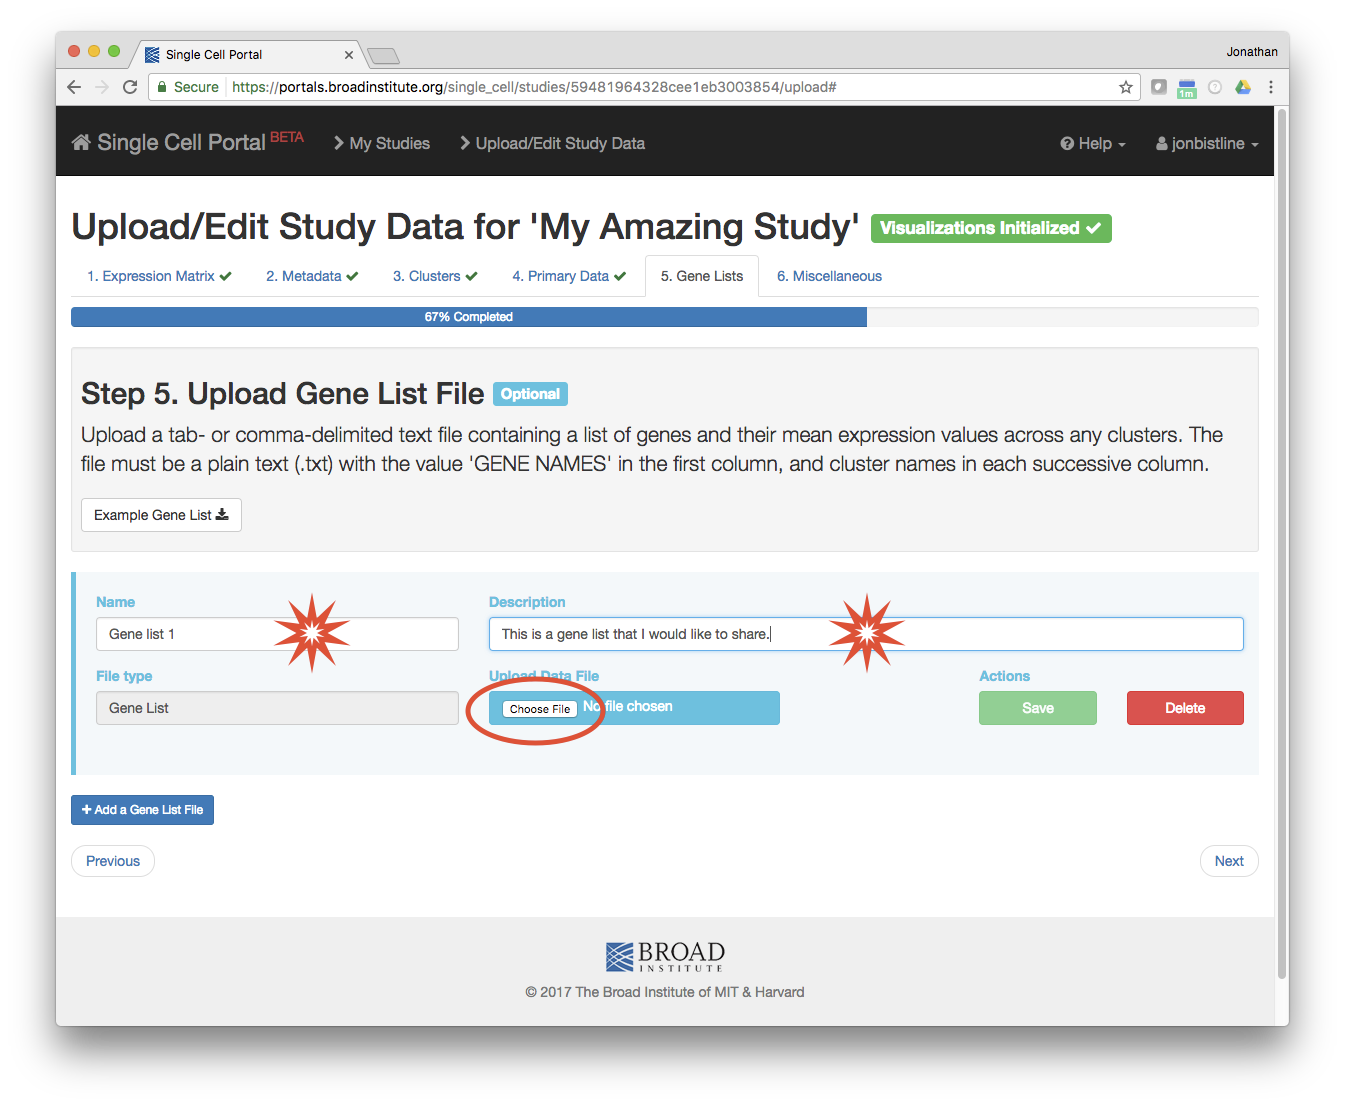 Single Cell Portal
Jonathan
Secure https://portals.broadinstitute.org/single_cell/studies/59481964328cee1eb3003854/upload#
1m
Single Cell Portal BETA My Studies Upload/Edit Study Data Help jonbistline
Upload/Edit Study Data for 'My Amazing Study' Visualizations Initialized
1. Expression Matrix 2. Metadata 3. Clusters 4. Primary Data 5. Gene Lists 6. Miscellaneous
67% Completed
Step 5. Upload Gene List File Optional
Upload a tab- or comma-delimited text file containing a list of genes and their mean expression values across any clusters. The
file must be a plain text (.txt) with the value 'GENE NAMES' in the first column, and cluster names in each successive column.
Example Gene List
Name Description
Gene list 1 This is a gene list that I would like to share.
File type Upload Data File Actions
Gene List Choose File No file chosen Save Delete
+ Add a Gene List File
Previous Next
BROAD
INSTITUTE
© 2017 The Broad Institute of MIT & Harvard